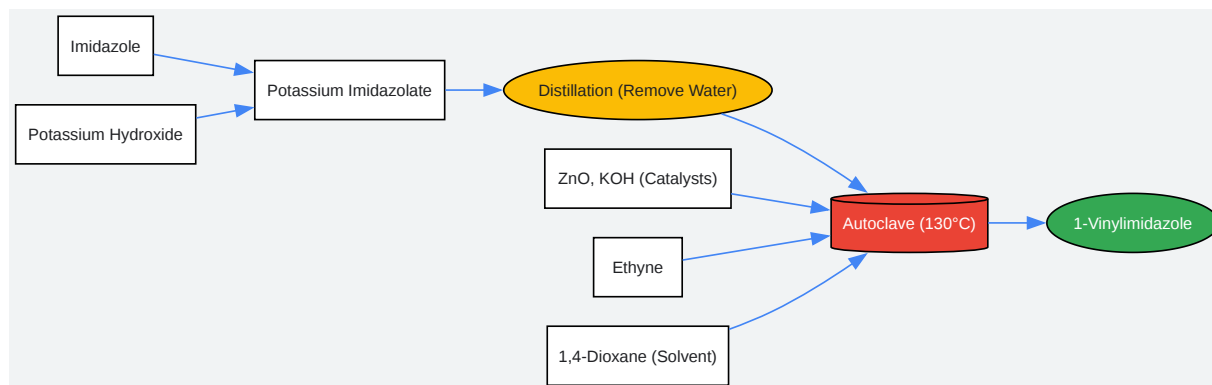 Imidazole
Potassium Hydroxide
Potassium Imidazolate
Distillation (Remove Water)
ZnO, KOH (Catalysts)
Ethyne
1,4-Dioxane (Solvent)
Autoclave (130°C)
1-Vinylimidazole